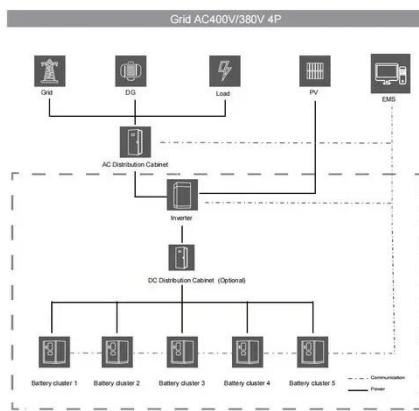 Grid AC400V/380V 4P
Grid
DG
Load
PV
EMS
AC Distribution Cabinet
Inverter
DC Distribution Cabinet (Optional)
Battery cluster 1
Battery cluster 2
Battery cluster 3
Battery cluster 4
Battery cluster 5
Communication
Power